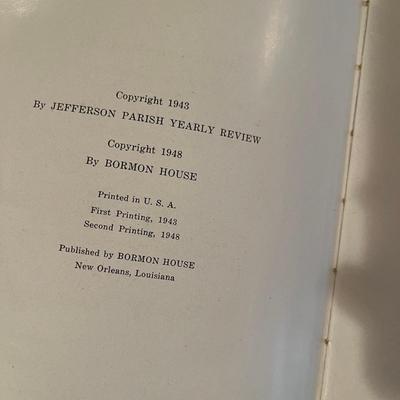 Copyright 1943
By JEFFERSON PARISH YEARLY REVIEW
Copyright 1948
By BORMON HOUSE
Printed in U. S. A.
First Printing, 1943
Second Printing, 1948
Published by BORMON HOUSE
New Orleans, Louisiana